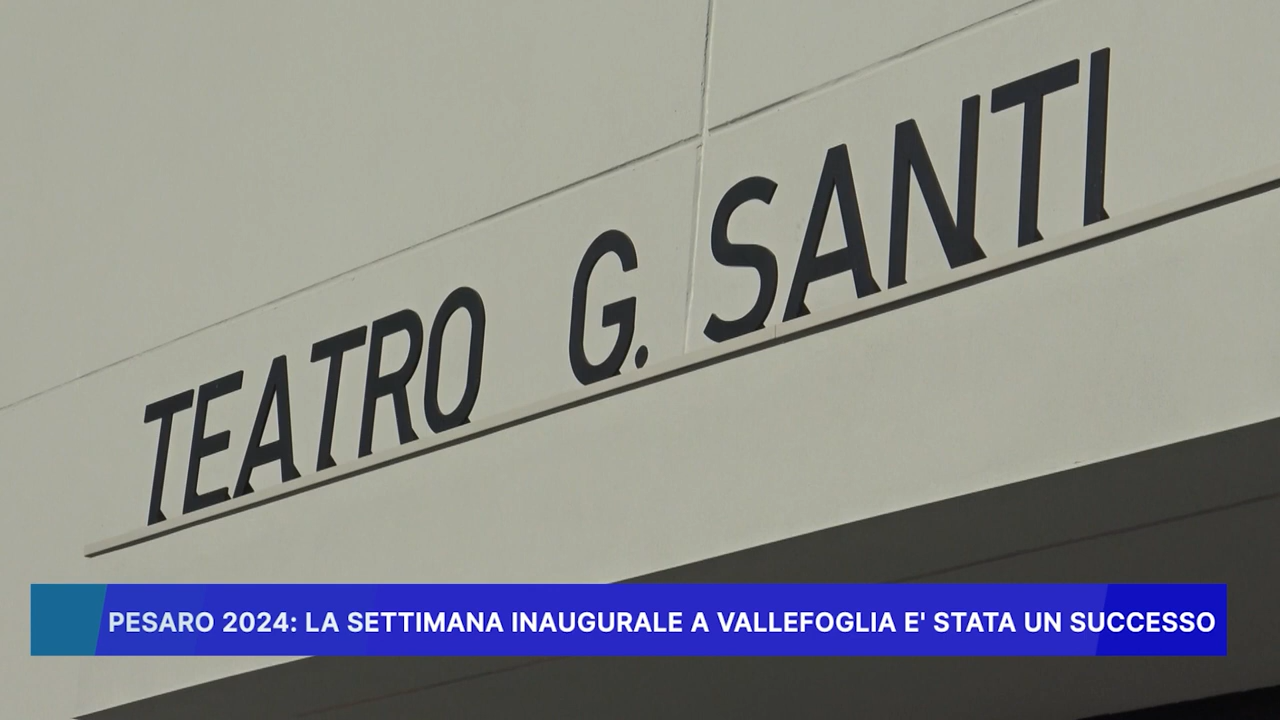 TEATRO G. SANTI
PESARO 2024: LA SETTIMANA INAUGURALE A VALLEFOGLIA E' STATA UN SUCCESSO